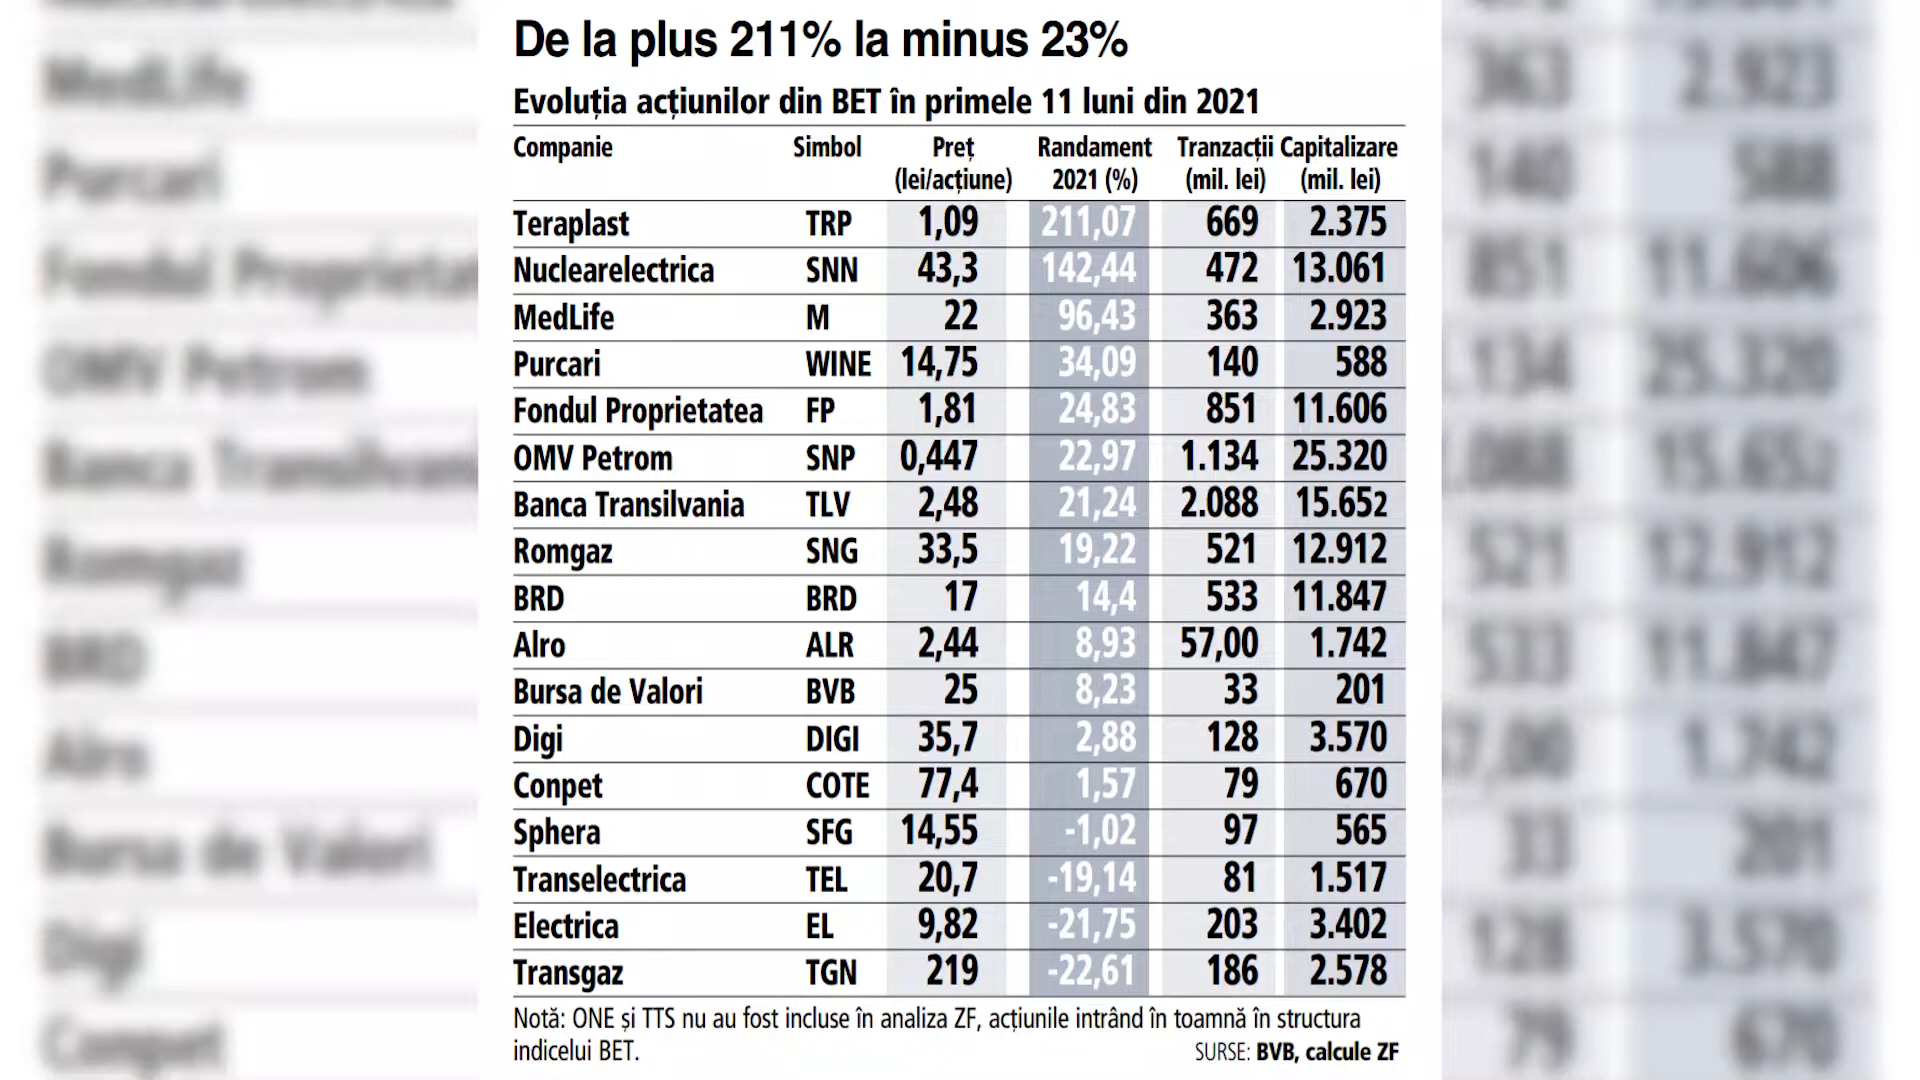 De la plus 211% la minus 23%
Evoluția acțiunilor din BET în primele 11 luni din 2021
Companie Simbol Preț Randament Tranzacții Capitalizare
(lei/acțiune) 2021 (%) (mil. lei) (mil. lei)
Teraplast TRP 1,09 211,07 669 2.375
Nuclearelectrica SNN 43,3 142,44 472 13.061
MedLife M 22 96,43 363 2.923
Purcari WINE 14,75 34,09 140 588
Fondul Proprietatea FP 1,81 24,83 851 11.606
OMV Petrom SNP 0,447 22,97 1.134 25.320
Banca Transilvania TLV 2,48 21,24 2.088 15.652
Romgaz SNG 33,5 19,22 521 12.912
BRD BRD 17 14,4 533 11.847
Alro ALR 2,44 8,93 57,00 1.742
Bursa de Valori BVB 25 8,23 33 201
Digi DIGI 35,7 2,88 128 3.570
Conpet COTE 77,4 1,57 79 670
Sphera SFG 14,55 -1,02 97 565
Transelectrica TEL 20,7 -19,14 81 1.517
Electrica EL 9,82 -21,75 203 3.402
Transgaz TGN 219 -22,61 186 2.578
Notă: ONE și TTS nu au fost incluse în analiza ZF, acțiunile intrând în toamnă în structura
indicelui BET. SURSE: BVB, calcule ZF